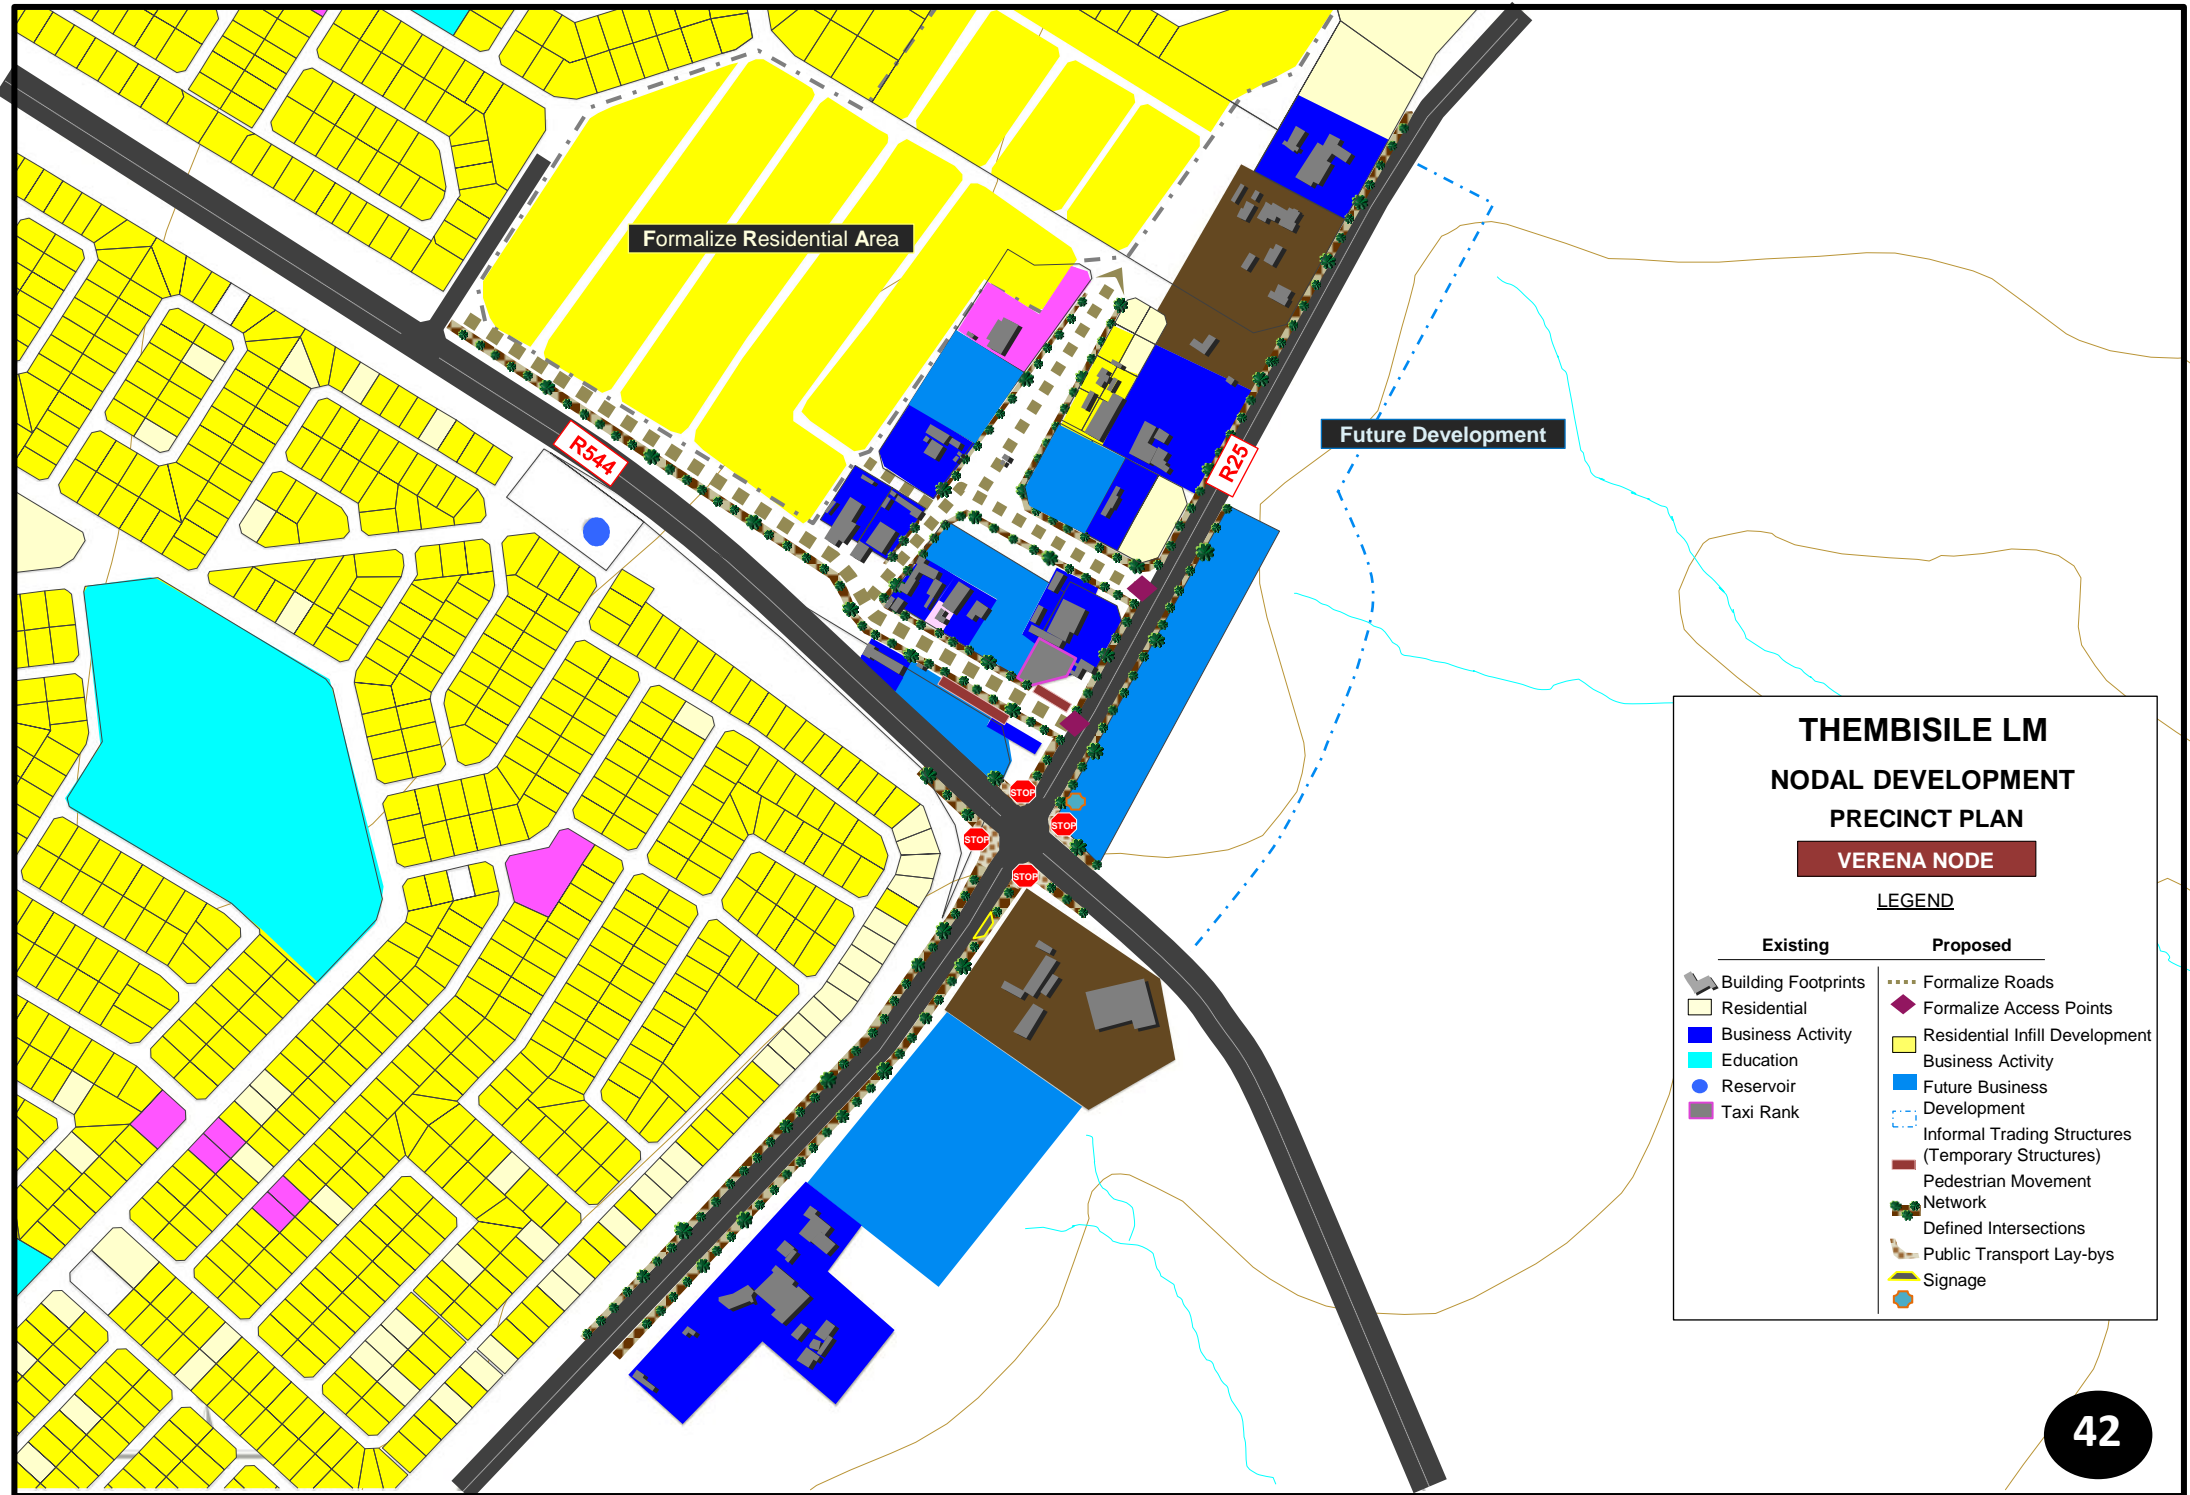 Formalize Residential Area
R544
R25
Future Development
STOP
STOP
STOP
STOP
THEMBISILE LM
NODAL DEVELOPMENT
PRECINCT PLAN
VERENA NODE
LEGEND
Existing
Building Footprints
Residential
Business Activity
Education
Reservoir
Taxi Rank
Proposed
Formalize Roads
Formalize Access Points
Residential Infill Development
Business Activity
Future Business
Development
Informal Trading Structures
(Temporary Structures)
Pedestrian Movement
Network
Defined Intersections
Public Transport Lay-bys
Signage
42